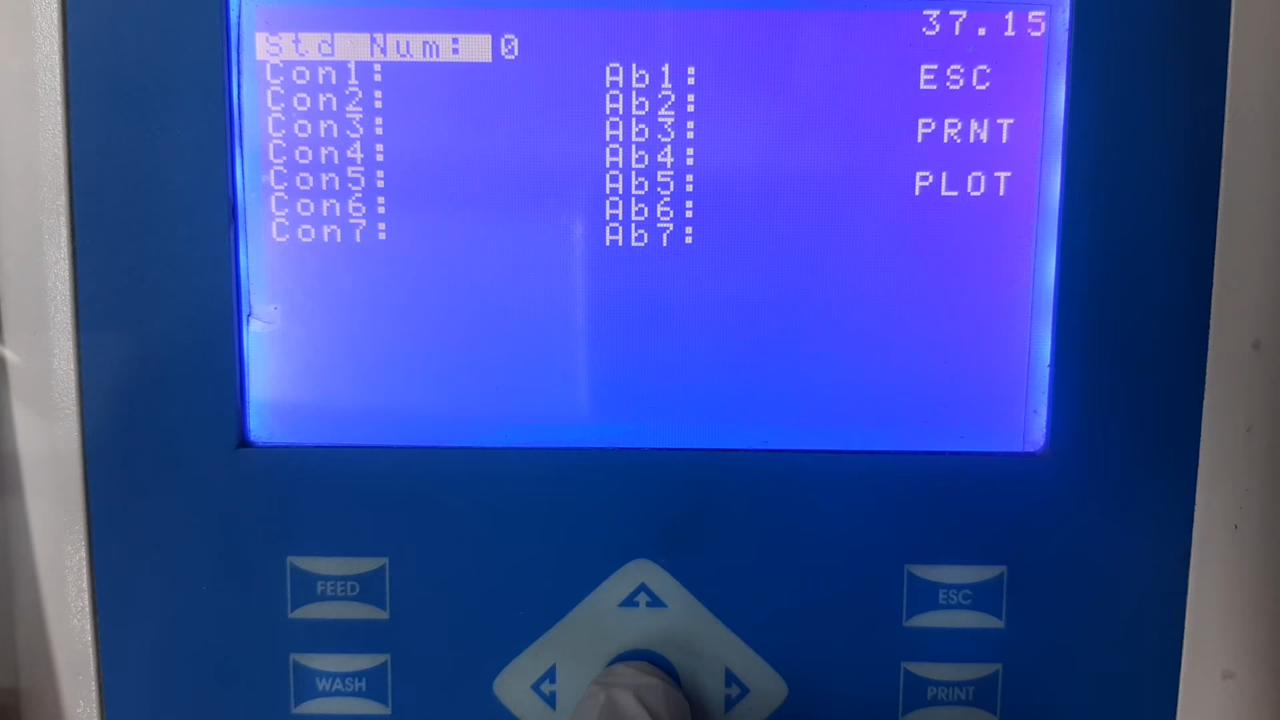 37.15
Std Num: 0
Con1: Ab1: ESC
Con2: Ab2:
Con3: Ab3: PRNT
Con4: Ab4:
Con5: Ab5: PLOT
Con6: Ab6:
Con7: Ab7:
FEED ESC
WASH PRINT